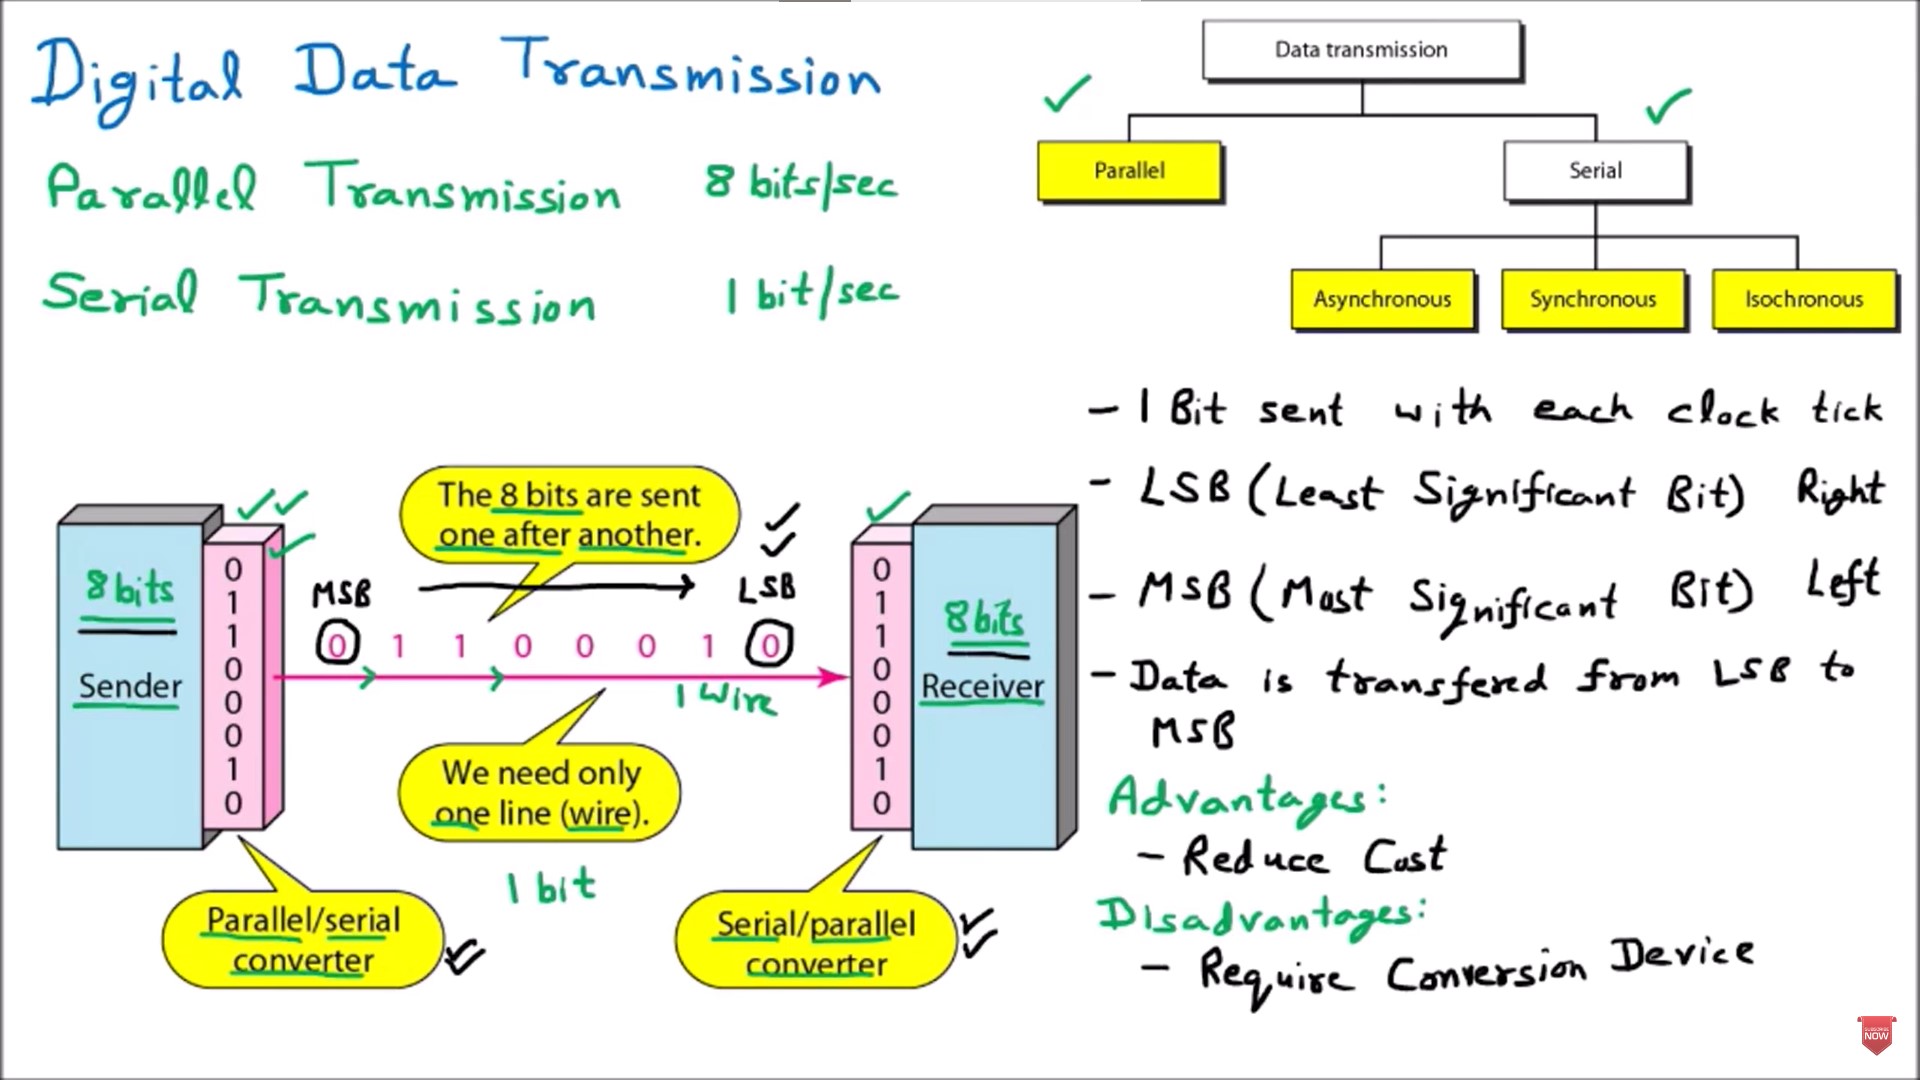 Digital Data Transmission
Parallel Transmission 8 bits/sec
Serial Transmission 1 bit/sec
Data transmission
Parallel
Serial
Asynchronous
Synchronous
Isochronous
The 8 bits are sent
one after another.
8 bits
Sender
0
1
1
0
0
0
1
0
MSB
LSB
0 1 1 0 0 0 1 0
1 wire
We need only
one line (wire).
1 bit
0
1
1
0
0
0
1
0
8 bits
Receiver
Parallel/serial
converter
Serial/parallel
converter
- 1 Bit sent with each clock tick
- LSB (Least Significant Bit) Right
- MSB (Most Significant Bit) Left
- Data is transfered from LSB to
MSB
Advantages:
- Reduce Cost
Disadvantages:
- Require Conversion Device
SUBSCRIBE
NOW